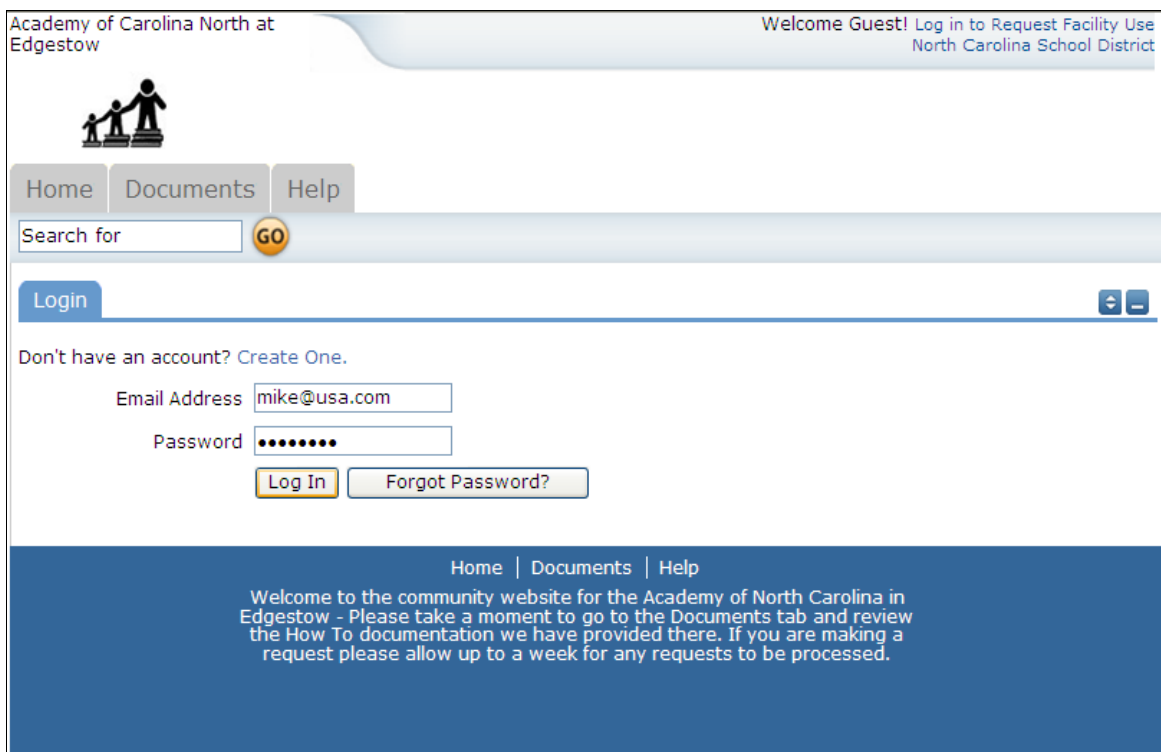 Academy of Carolina North at
Edgestow
Welcome Guest! Log in to Request Facility Use
North Carolina School District
Home Documents Help
Search for GO
Login
Don't have an account? Create One.
Email Address mike@usa.com
Password ••••••••
Log In Forgot Password?
Home | Documents | Help
Welcome to the community website for the Academy of North Carolina in
Edgestow - Please take a moment to go to the Documents tab and review
the How To documentation we have provided there. If you are making a
request please allow up to a week for any requests to be processed.